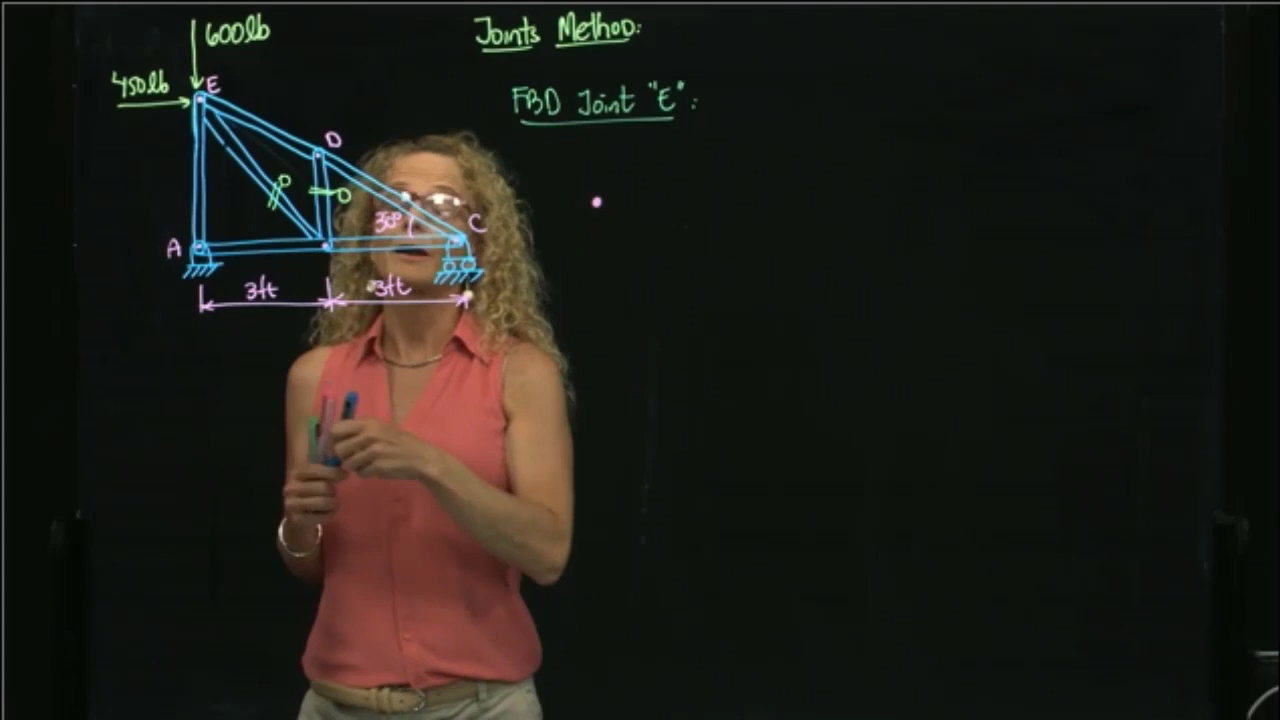 600lb
Joints Method:
450lb
E
FBD Joint "E":
D
O
O
30°
C
A
3ft
3ft